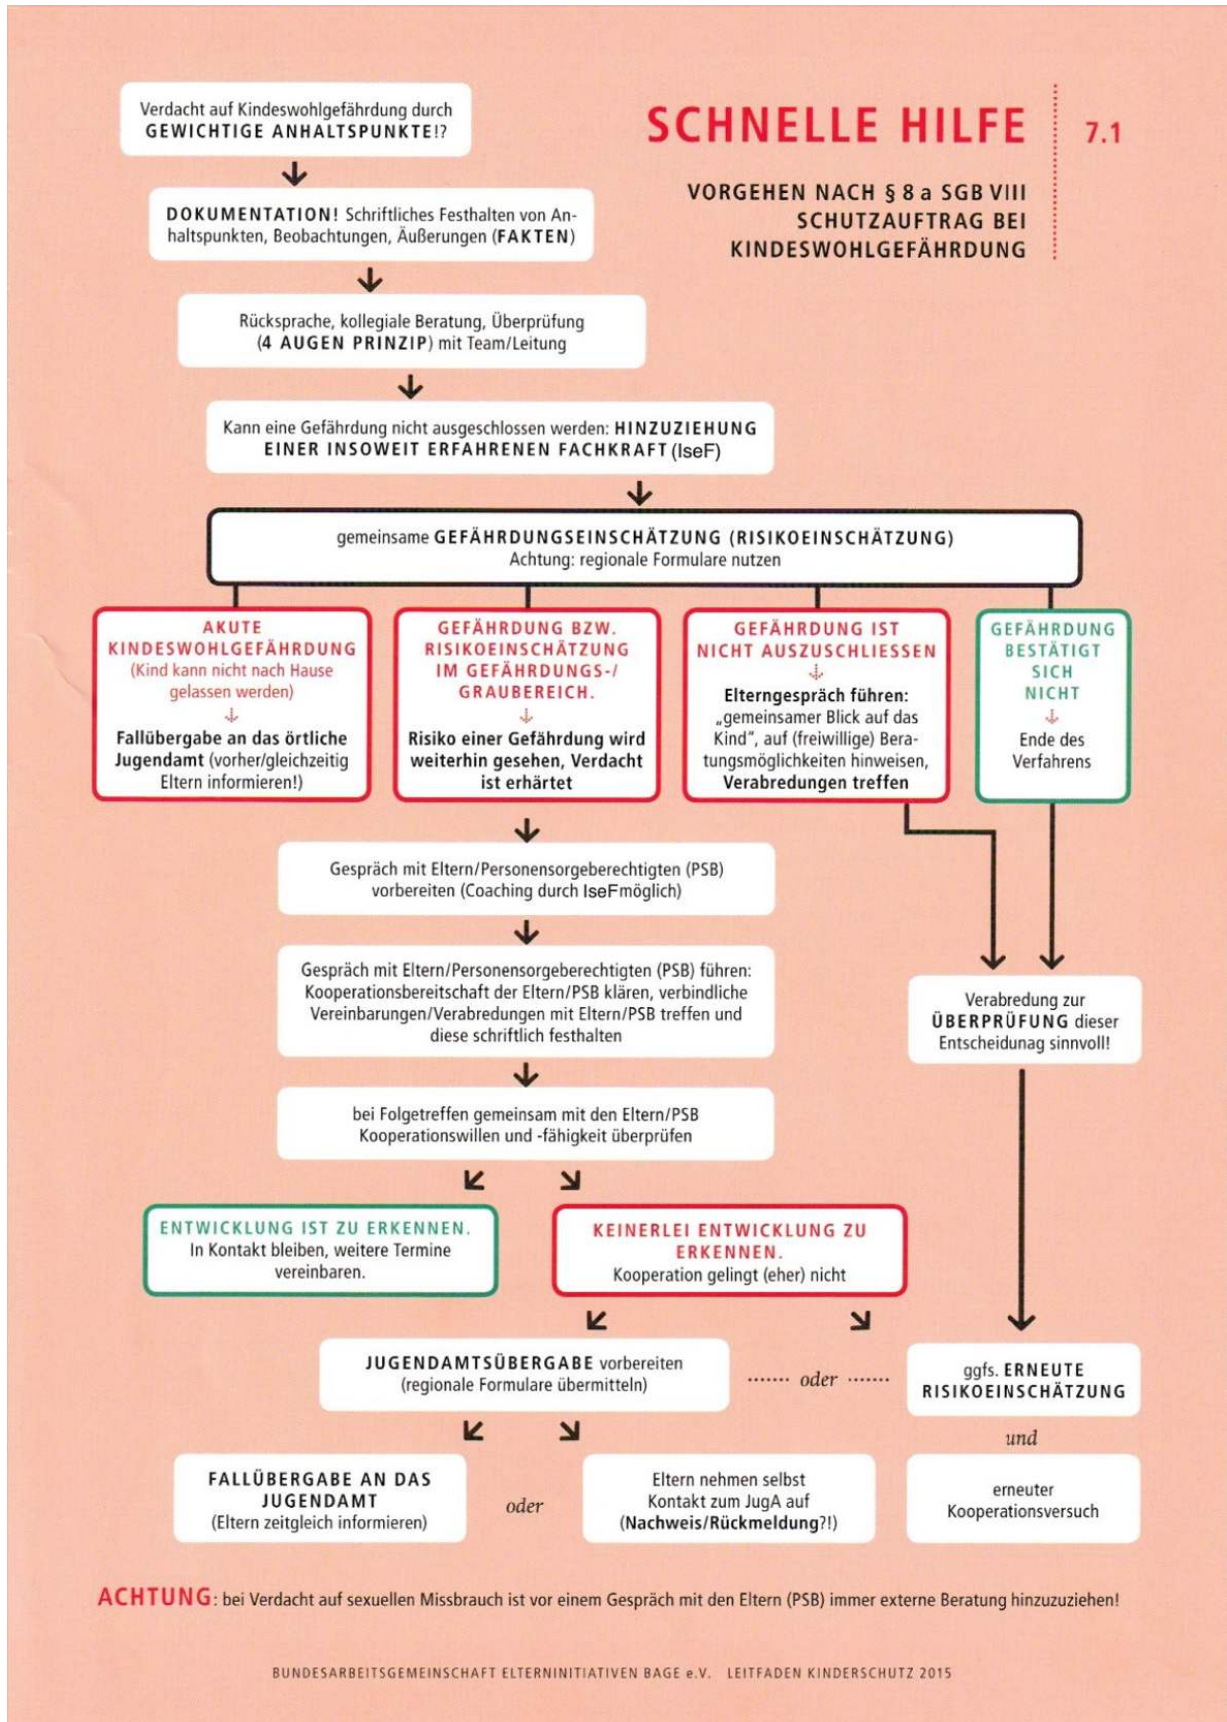 SCHNELLE HILFE
7.1
VORGEHEN NACH § 8 a SGB VIII
SCHUTZAUFTRAG BEI
KINDESWOHLGEFÄHRDUNG
Verdacht auf Kindeswohlgefährdung durch
GEWICHTIGE ANHALTSPUNKTE!?
DOKUMENTATION! Schriftliches Festhalten von An-
haltspunkten, Beobachtungen, Äußerungen (FAKTEN)
Rücksprache, kollegiale Beratung, Überprüfung
(4 AUGEN PRINZIP) mit Team/Leitung
Kann eine Gefährdung nicht ausgeschlossen werden: HINZUZIEHUNG
EINER INSOWEIT ERFAHRENEN FACHKRAFT (IseF)
gemeinsame GEFÄHRDUNGSEINSCHÄTZUNG (RISIKOEINSCHÄTZUNG)
Achtung: regionale Formulare nutzen
AKUTE
KINDESWOHLGEFÄHRDUNG
(Kind kann nicht nach Hause
gelassen werden)
Fallübergabe an das örtliche
Jugendamt (vorher/gleichzeitig
Eltern informieren!)
GEFÄHRDUNG BZW.
RISIKOEINSCHÄTZUNG
IM GEFÄHRDUNGS-/
GRAUBEREICH.
Risiko einer Gefährdung wird
weiterhin gesehen, Verdacht
ist erhärtet
GEFÄHRDUNG IST
NICHT AUSZUSCHLIESSEN
Elterngespräch führen:
„gemeinsamer Blick auf das
Kind“, auf (freiwillige) Bera-
tungsmöglichkeiten hinweisen,
Verabredungen treffen
GEFÄHRDUNG
BESTÄTIGT
SICH
NICHT
Ende des
Verfahrens
Gespräch mit Eltern/Personensorgeberechtigten (PSB)
vorbereiten (Coaching durch IseF möglich)
Gespräch mit Eltern/Personensorgeberechtigten (PSB) führen:
Kooperationsbereitschaft der Eltern/PSB klären, verbindliche
Vereinbarungen/Verabredungen mit Eltern/PSB treffen und
diese schriftlich festhalten
Verabredung zur
ÜBERPRÜFUNG dieser
Entscheidunag sinnvoll!
bei Folgetreffen gemeinsam mit den Eltern/PSB
Kooperationswillen und -fähigkeit überprüfen
ENTWICKLUNG IST ZU ERKENNEN.
In Kontakt bleiben, weitere Termine
vereinbaren.
KEINERLEI ENTWICKLUNG ZU
ERKENNEN.
Kooperation gelingt (eher) nicht
JUGENDAMTSÜBERGABE vorbereiten
(regionale Formulare übermitteln)
....... oder .......
ggfs. ERNEUTE
RISIKOEINSCHÄTZUNG
und
FALLÜBERGABE AN DAS
JUGENDAMT
(Eltern zeitgleich informieren)
oder
Eltern nehmen selbst
Kontakt zum JugA auf
(Nachweis/Rückmeldung?!)
erneuter
Kooperationsversuch
ACHTUNG: bei Verdacht auf sexuellen Missbrauch ist vor einem Gespräch mit den Eltern (PSB) immer externe Beratung hinzuzuziehen!
BUNDESARBEITSGEMEINSCHAFT ELTERNINITIATIVEN BAGE e.V. LEITFADEN KINDERSCHUTZ 2015